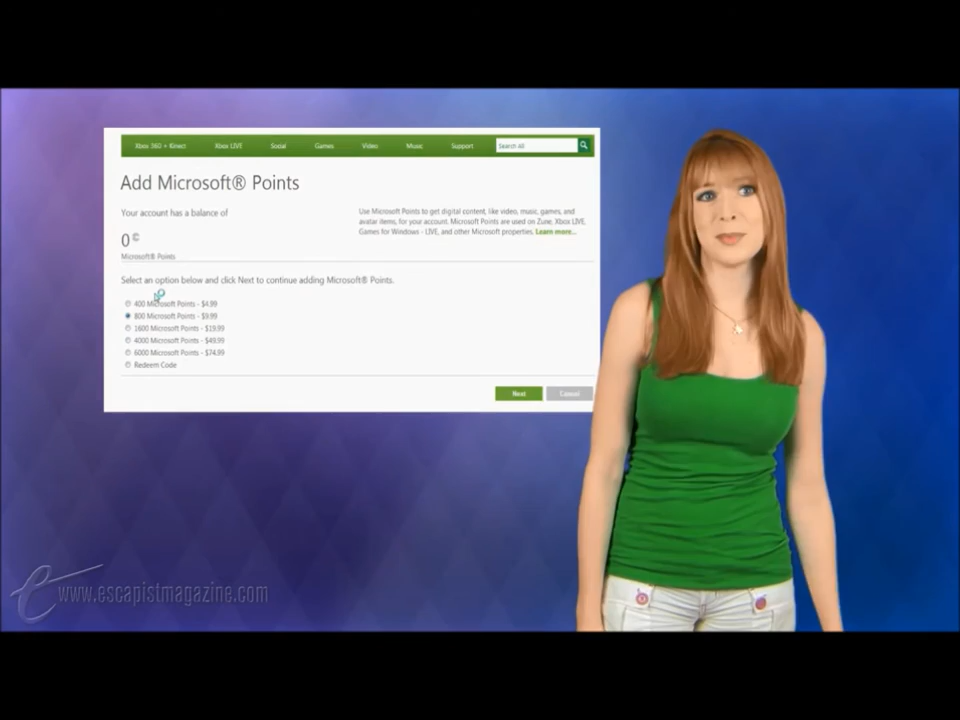 Xbox 360 + Kinect Xbox LIVE Social Games Video Music Support Search All
Add Microsoft® Points
Your account has a balance of
0
Microsoft® Points
Use Microsoft Points to get digital content, like video, music, games, and
avatar items, for your account. Microsoft Points are used on Zune, Xbox LIVE,
Games for Windows - LIVE, and other Microsoft properties. Learn more...
Select an option below and click Next to continue adding Microsoft® Points.
400 Microsoft Points - $4.99
800 Microsoft Points - $9.99
1600 Microsoft Points - $19.99
4000 Microsoft Points - $49.99
6000 Microsoft Points - $74.99
Redeem Code
Next Cancel
www.escapistmagazine.com